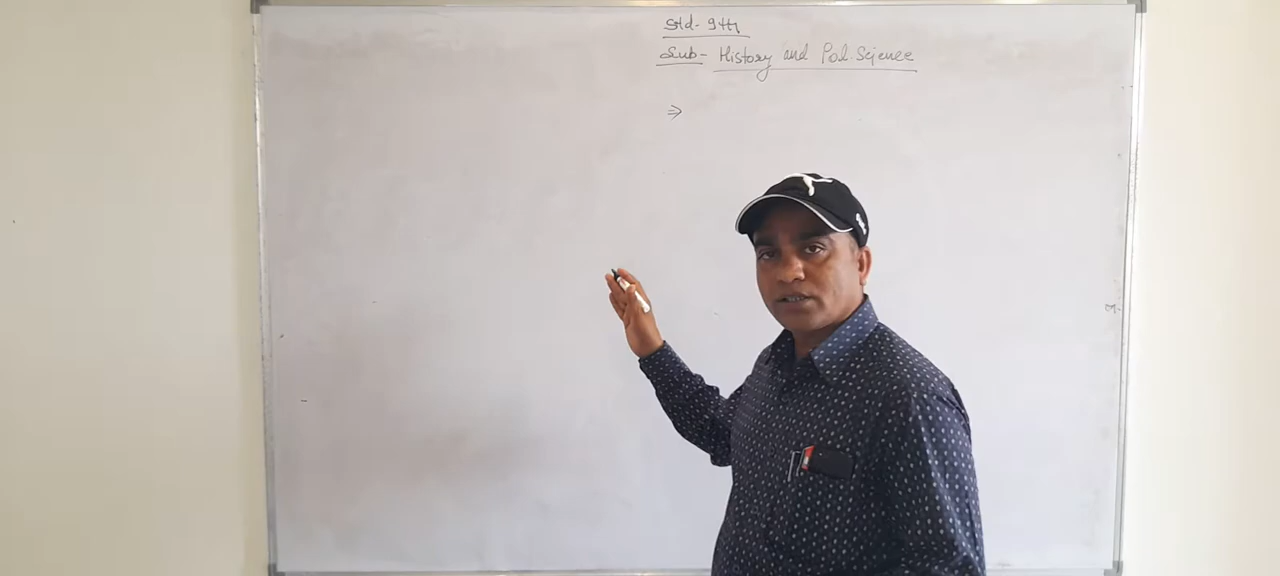 Std- 9th
Sub- History and Pol. Science
⇒